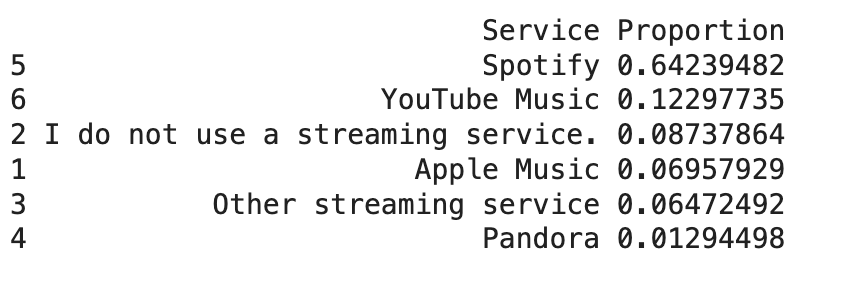 Service Proportion
5 Spotify 0.64239482
6 YouTube Music 0.12297735
2 I do not use a streaming service. 0.08737864
1 Apple Music 0.06957929
3 Other streaming service 0.06472492
4 Pandora 0.01294498